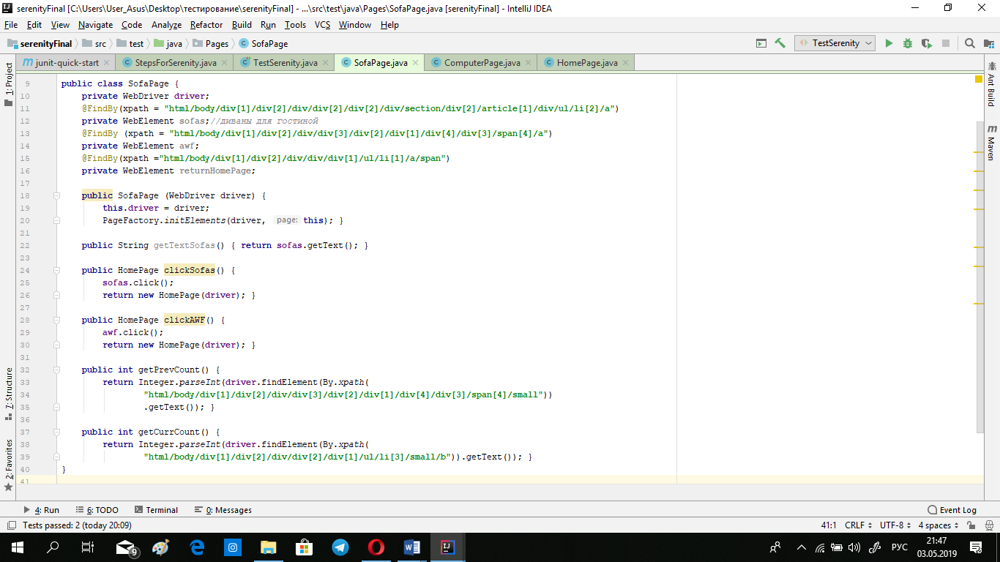 serenityFinal [C:\Users\User_Asus\Desktop\тестирование\serenityFinal] - ...\src\test\java\Pages\SofaPage.java [serenityFinal] - IntelliJ IDEA
File Edit View Navigate Code Analyze Refactor Build Run Tools VCS Window Help
serenityFinal src test java Pages SofaPage TestSerenity
junit-quick-start StepsForSerenity.java TestSerenity.java SofaPage.java ComputerPage.java HomePage.java
1: Project
7: Structure
2: Favorites
9 public class SofaPage {
10 private WebDriver driver;
11 @FindBy(xpath = "html/body/div[1]/div[2]/div/div[2]/div[2]/div/section/div[2]/article[1]/div/ul/li[2]/a")
12 private WebElement sofas;//диваны для гостиной
13 @FindBy (xpath = "html/body/div[1]/div[2]/div/div[3]/div[2]/div[1]/div[4]/div[3]/span[4]/a")
14 private WebElement awf;
15 @FindBy(xpath ="html/body/div[1]/div[2]/div/div/div[1]/ul/li[1]/a/span")
16 private WebElement returnHomePage;
17
18 public SofaPage (WebDriver driver) {
19 this.driver = driver;
20 PageFactory.initElements(driver, page: this); }
21
22 public String getTextSofas() { return sofas.getText(); }
23
24 public HomePage clickSofas() {
25 sofas.click();
26 return new HomePage(driver); }
27
28 public HomePage clickAWF() {
29 awf.click();
30 return new HomePage(driver); }
31
32 public int getPrevCount() {
33 return Integer.parseInt(driver.findElement(By.xpath(
34 "html/body/div[1]/div[2]/div/div[3]/div[2]/div[1]/div[4]/div[3]/span[4]/small"))
35 .getText()); }
36
37 public int getCurrCount() {
38 return Integer.parseInt(driver.findElement(By.xpath(
39 "html/body/div[1]/div[2]/div/div[2]/div[1]/ul/li[3]/small/b")).getText()); }
40 }
41
Ant Build
Maven
4: Run 6: TODO Terminal 0: Messages Event Log
Tests passed: 2 (today 20:09) 41:1 CRLF UTF-8 4 spaces
9 РУС 21:47
03.05.2019